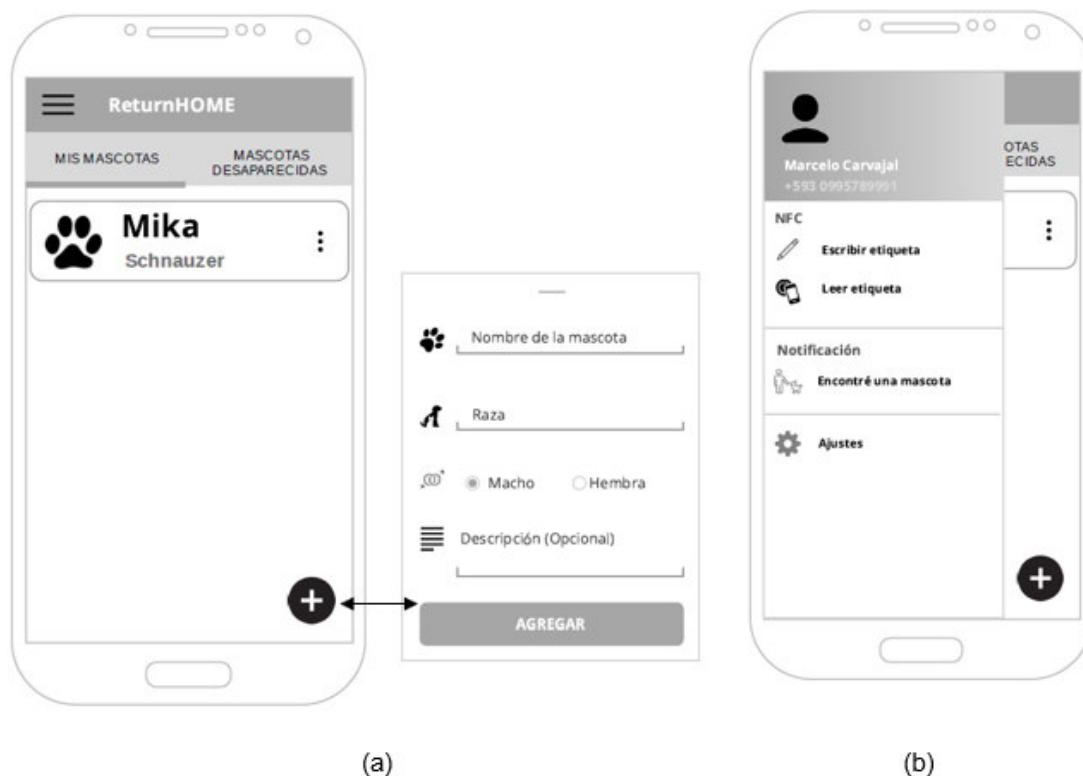 ReturnHOME
MIS MASCOTAS
MASCOTAS
DESAPARECIDAS
Mika
Schnauzer
Nombre de la mascota
Raza
Macho
Hembra
Descripción (Opcional)
AGREGAR
(a)
Marcelo Carvajal
+593 0995789991
OTAS
ECIDAS
NFC
Escribir etiqueta
Leer etiqueta
Notificación
Encontré una mascota
Ajustes
(b)